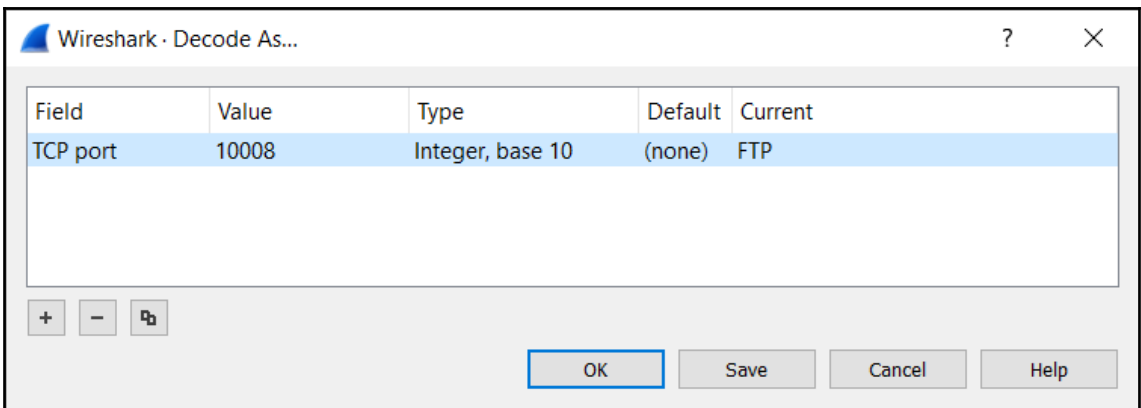 Wireshark · Decode As...
? ×
Field Value Type Default Current
TCP port 10008 Integer, base 10 (none) FTP
+ −
OK Save Cancel Help